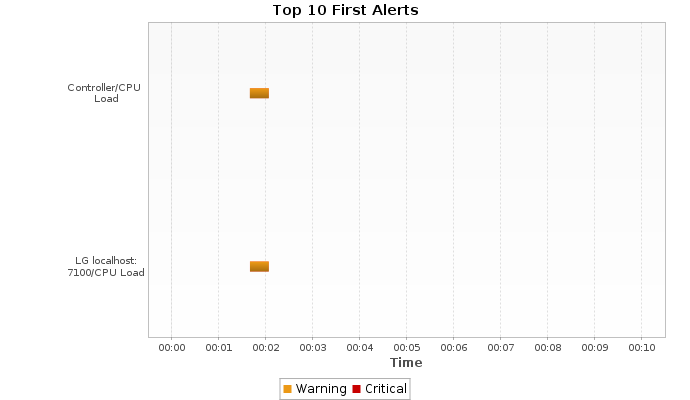 Top 10 First Alerts
Controller/CPU
Load
LG localhost:
7100/CPU Load
00:00 00:01 00:02 00:03 00:04 00:05 00:06 00:07 00:08 00:09 00:10
Time
Warning Critical